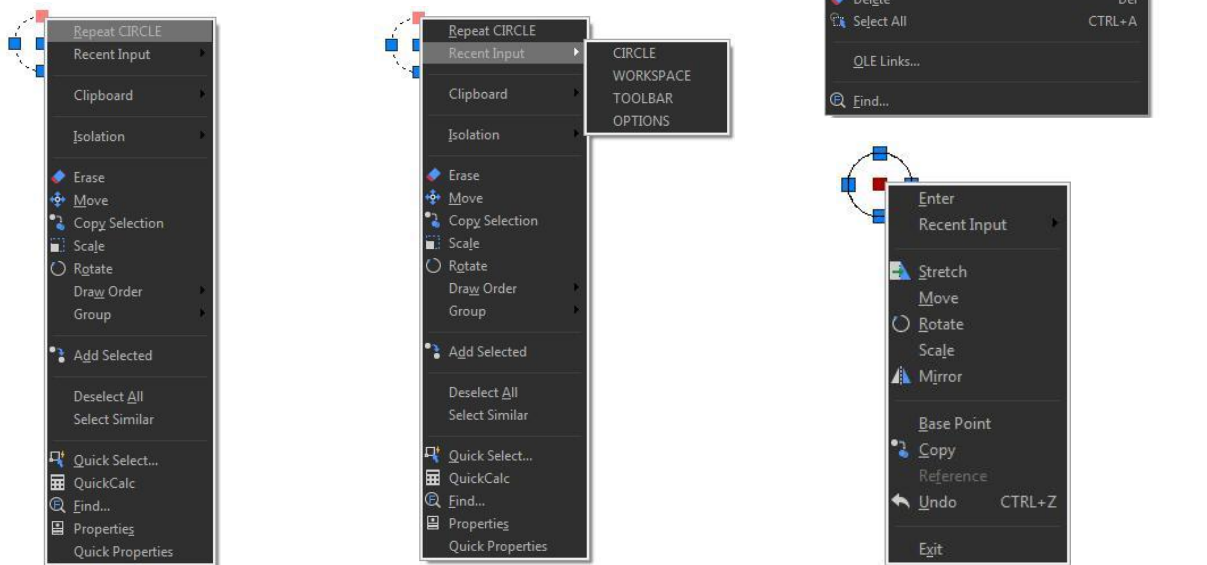 Repeat CIRCLE
Recent Input
Clipboard
Isolation
Erase
Move
Copy Selection
Scale
Rotate
Draw Order
Group
Add Selected
Deselect All
Select Similar
Quick Select...
QuickCalc
Find...
Properties
Quick Properties
Repeat CIRCLE
Recent Input
Clipboard
Isolation
Erase
Move
Copy Selection
Scale
Rotate
Draw Order
Group
Add Selected
Deselect All
Select Similar
Quick Select...
QuickCalc
Find...
Properties
Quick Properties
CIRCLE
WORKSPACE
TOOLBAR
OPTIONS
Delete Del
Select All CTRL+A
OLE Links...
Find...
Enter
Recent Input
Stretch
Move
Rotate
Scale
Mirror
Base Point
Copy
Reference
Undo CTRL+Z
Exit